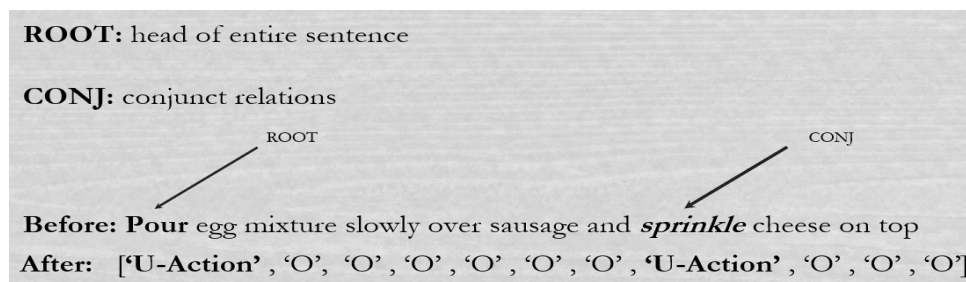 ROOT: head of entire sentence
CONJ: conjunct relations
ROOT CONJ
Before: Pour egg mixture slowly over sausage and sprinkle cheese on top
After: [‘U-Action’ , ‘O’, ‘O’ , ‘O’ , ‘O’ , ‘O’ , ‘O’ , ‘U-Action’ , ‘O’ , ‘O’ , ‘O’]